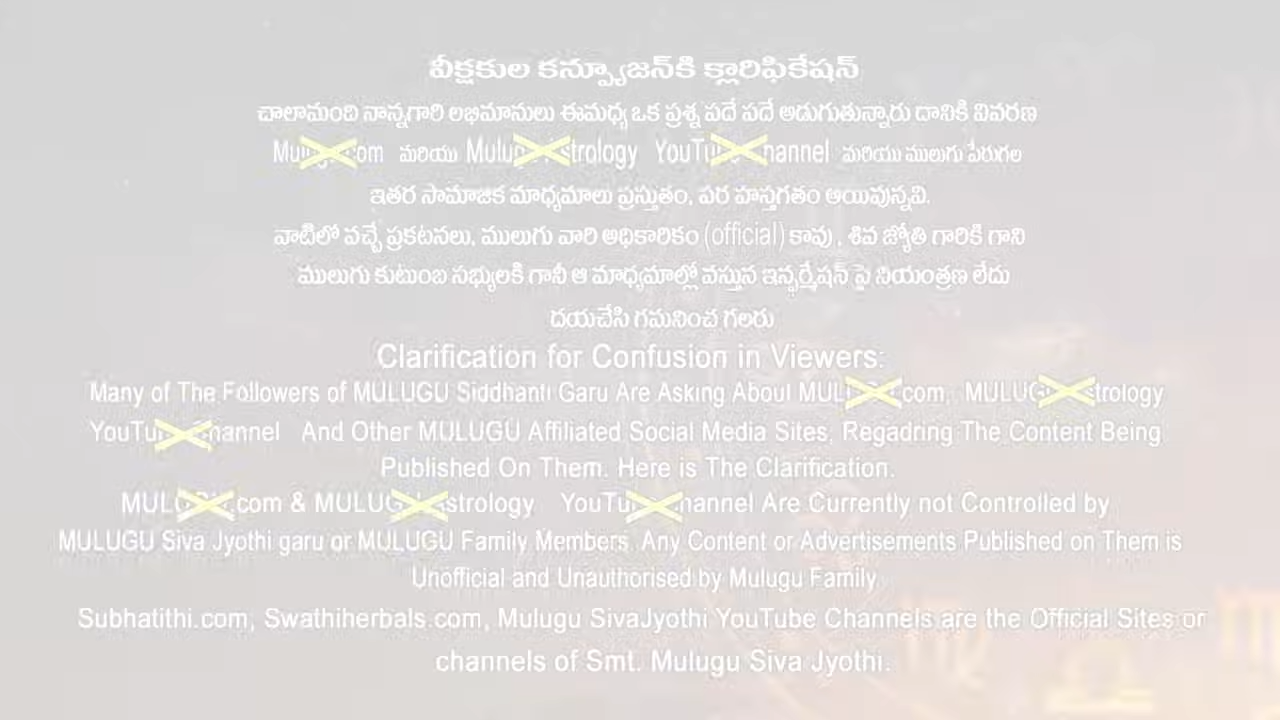 వీక్షకుల కన్ఫ్యూజన్‌కి క్లారిఫికేషన్
చాలామంది నాన్నగారి అభిమానులు ఈమధ్య ఒక ప్రశ్న పదే పదే అడుగుతున్నారు దానికి వివరణ
మరియు YouTube Channel మరియు ములుగు పేరుగల
ఇతర సామాజిక మాధ్యమాలు ప్రస్తుతం, పర హస్తగతం అయివున్నవి.
వాటిలో వచ్చే ప్రకటనలు, ములుగు వారి అధికారికం (official) కావు , శివ జ్యోతి గారికి గాని
ములుగు కుటుంబ సభ్యులకి గానీ ఆ మాధ్యమాల్లో వస్తున ఇన్ఫర్మేషన్ పై నియంత్రణ లేదు
దయచేసి గమనించ గలరు
Clarification for Confusion in Viewers:
Many of The Followers of MULUGU Siddhanti Garu Are Asking About MULUGU.com, MULUGU Astrology
YouTube Channel And Other MULUGU Affiliated Social Media Sites, Regadring The Content Being
Published On Them. Here is The Clarification.
MULUGU.com & MULUGU Astrology YouTube Channel Are Currently not Controlled by
MULUGU Siva Jyothi garu or MULUGU Family Members. Any Content or Advertisements Published on Them is
Unofficial and Unauthorised by Mulugu Family
Subhatithi.com, Swathiherbals.com, Mulugu SivaJyothi YouTube Channels are the Official Sites or
channels of Smt. Mulugu Siva Jyothi.